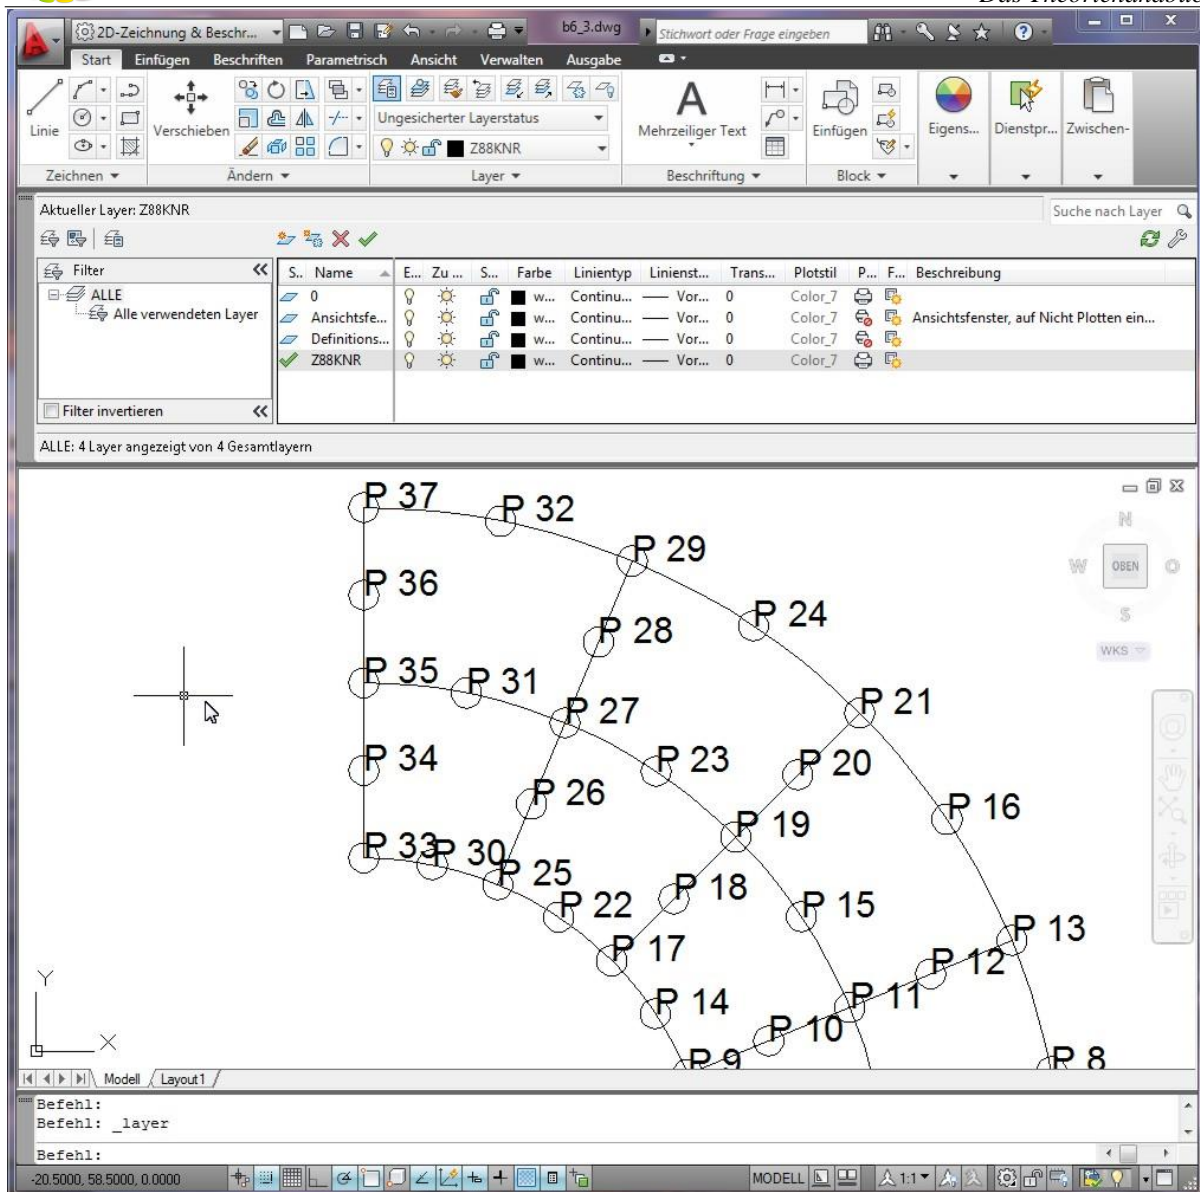 2D-Zeichnung & Beschr... b6_3.dwg Stichwort oder Frage eingeben
Start Einfügen Beschriften Parametrisch Ansicht Verwalten Ausgabe
Linie Verschieben Ungesicherter Layerstatus Mehrzeiliger Text Einfügen Eigens... Dienstpr... Zwischen-
Z88KNR
Zeichnen Ändern Layer Beschriftung Block
Aktueller Layer: Z88KNR Suche nach Layer
Filter S.. Name E... Zu ... S... Farbe Linientyp Linienst... Trans... Plotstil P... F... Beschreibung
ALLE 0 w... Continu... Vor... 0 Color_7
Alle verwendeten Layer Ansichtsfe... w... Continu... Vor... 0 Color_7 Ansichtsfenster, auf Nicht Plotten ein...
Definitions... w... Continu... Vor... 0 Color_7
Z88KNR w... Continu... Vor... 0 Color_7
Filter invertieren
ALLE: 4 Layer angezeigt von 4 Gesamtlayern
P 37
P 32
N
P 29
W OBEN O
P 36
P 24
S
P 28
WKS
P 35
P 31
P 21
P 27
P 34
P 23
P 20
P 26
P 16
P 19
P 33
P 30
P 25
P 18
P 22
P 15
P 13
P 17
P 12
P 14
P 11
P 10
P 9
P 8
Y
X
Modell Layout1
Befehl:
Befehl: _layer
Befehl:
-20.5000, 58.5000, 0.0000 MODELL 1:1